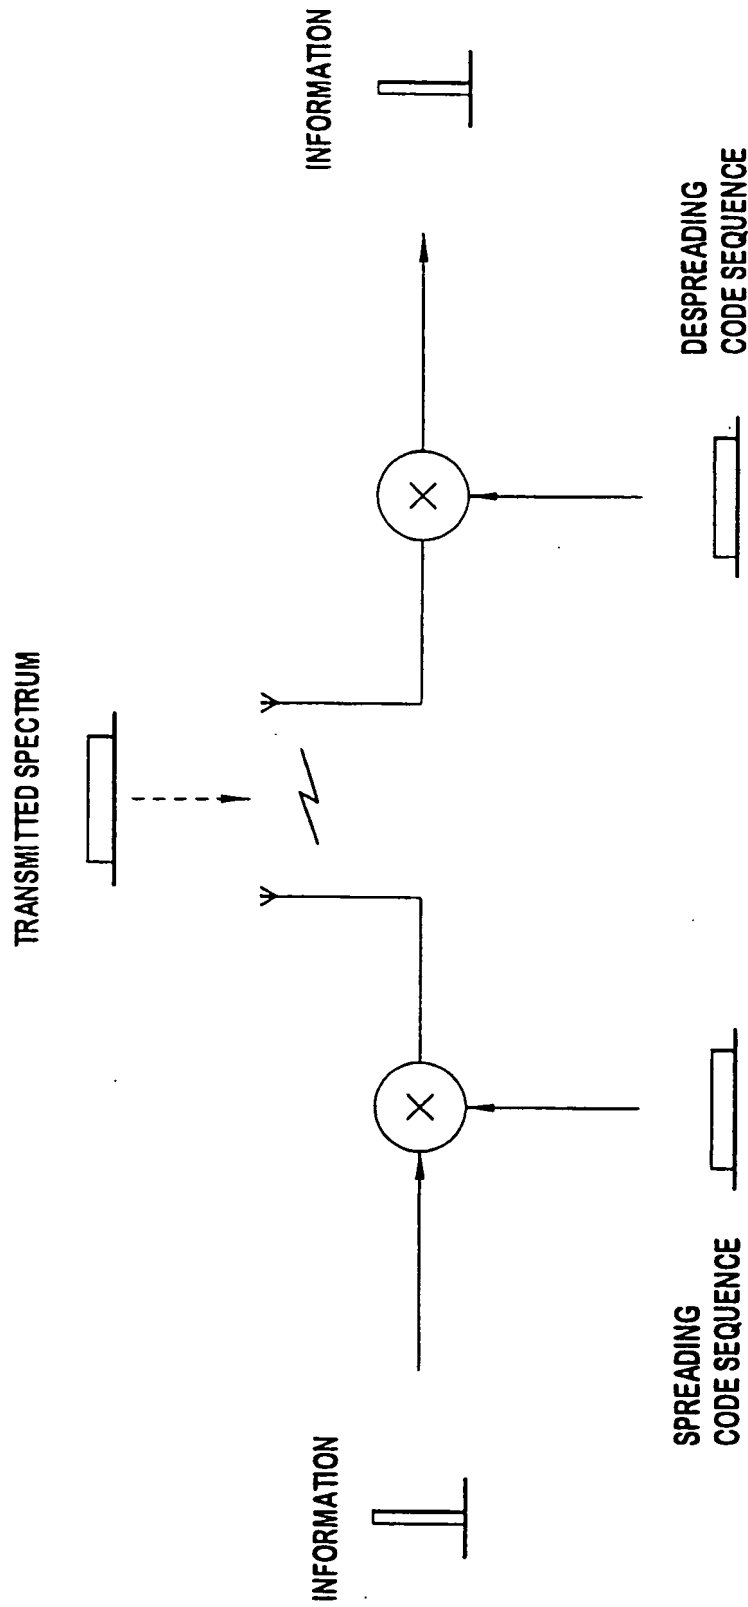 TRANSMITTED SPECTRUM
INFORMATION
INFORMATION
SPREADING
CODE SEQUENCE
DESPREADING
CODE SEQUENCE